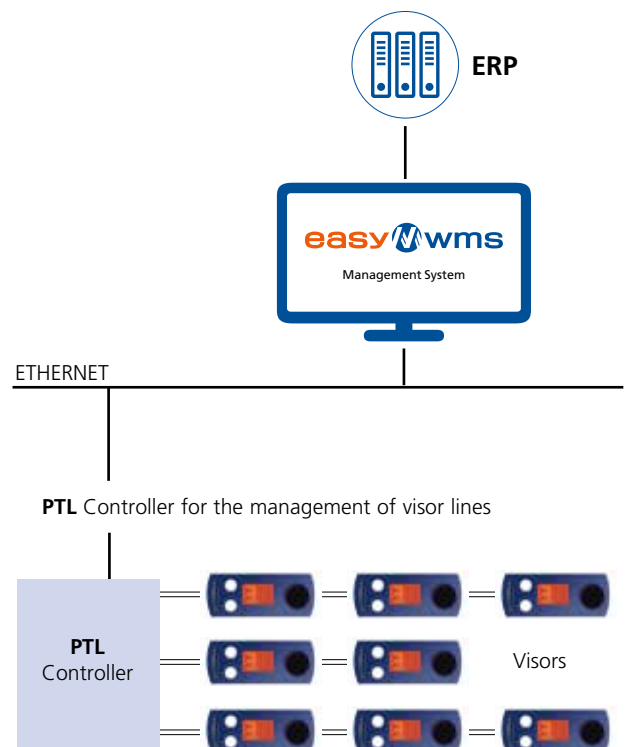 ERP
easy wms
Management System
ETHERNET
PTL Controller for the management of visor lines
PTL
Controller
Visors